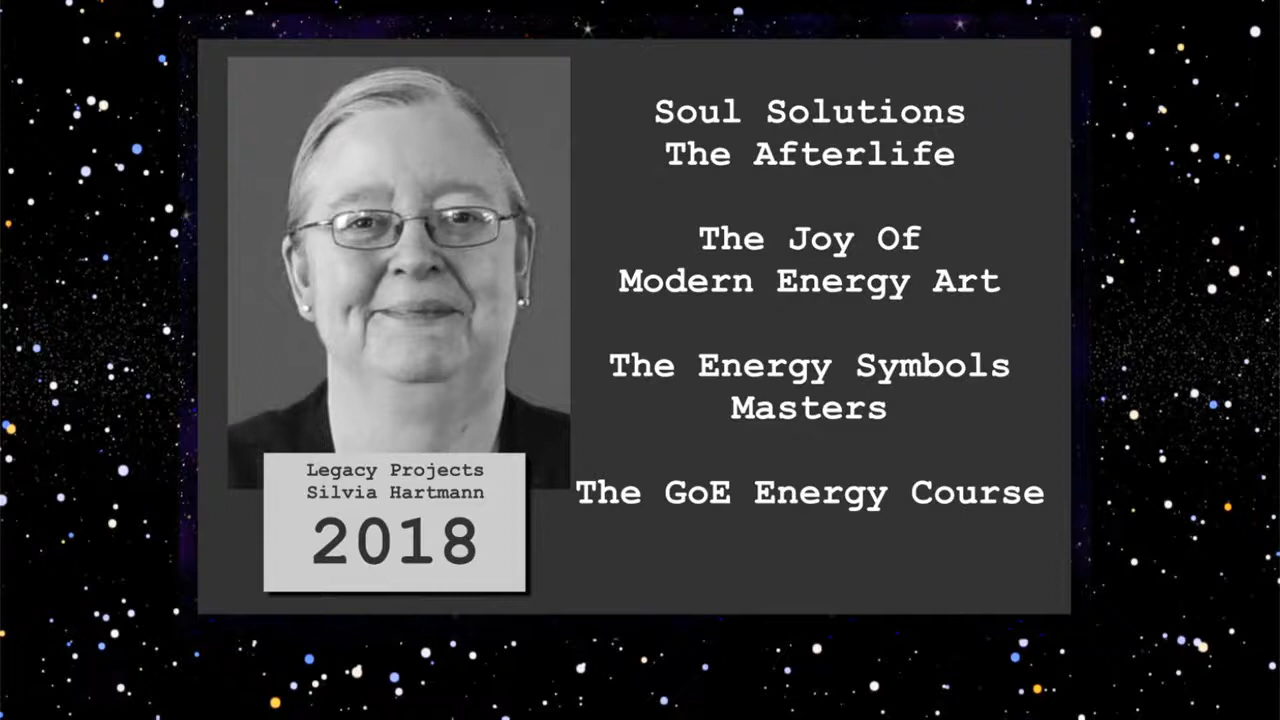 Soul Solutions
The Afterlife
The Joy Of
Modern Energy Art
The Energy Symbols
Masters
The GoE Energy Course
Legacy Projects
Silvia Hartmann
2018